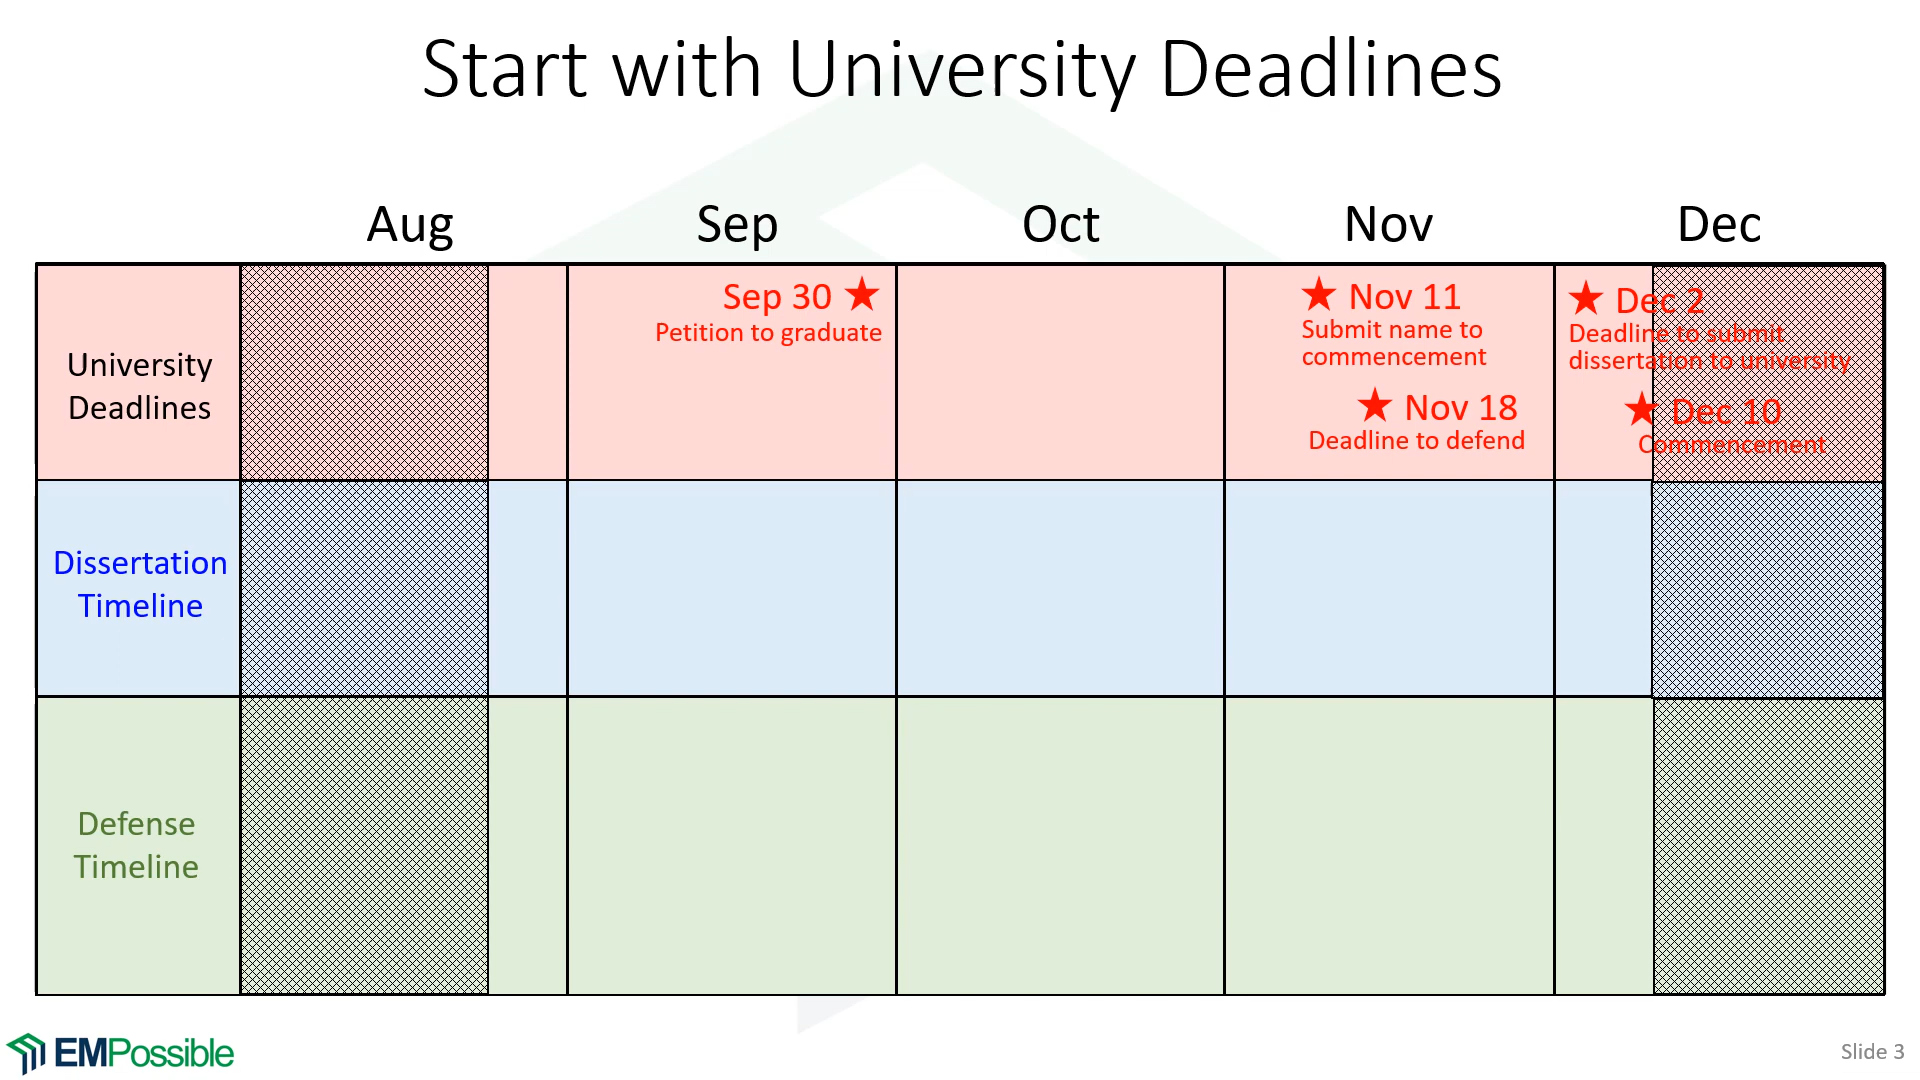 Start with University Deadlines
Aug Sep Oct Nov Dec
University
Deadlines
Sep 30
Petition to graduate
Nov 11
Submit name to
commencement
Nov 18
Deadline to defend
Dec 2
Deadline to submit
dissertation to university
Dec 10
Commencement
Dissertation
Timeline
Defense
Timeline
EMPossible
Slide 3